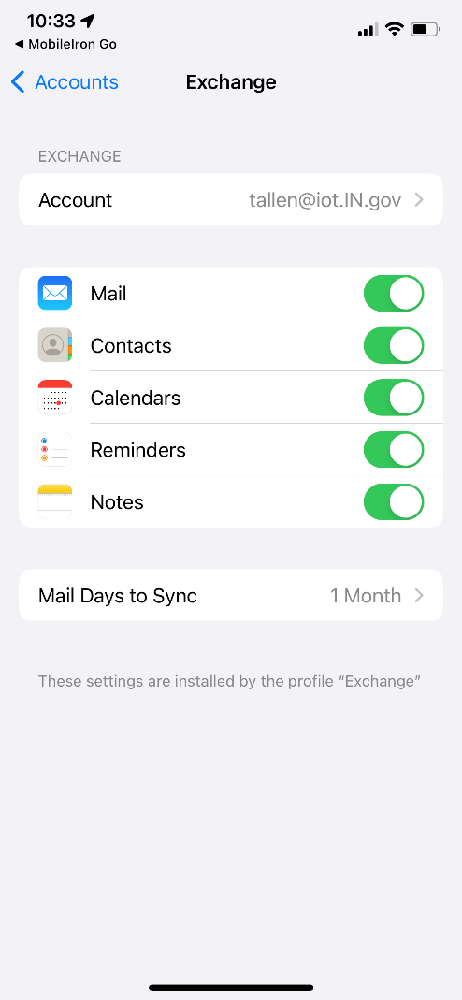 10:33
◀ MobileIron Go
Accounts
Exchange
EXCHANGE
Account tallen@iot.IN.gov
Mail
Contacts
Calendars
Reminders
Notes
Mail Days to Sync 1 Month
These settings are installed by the profile “Exchange”